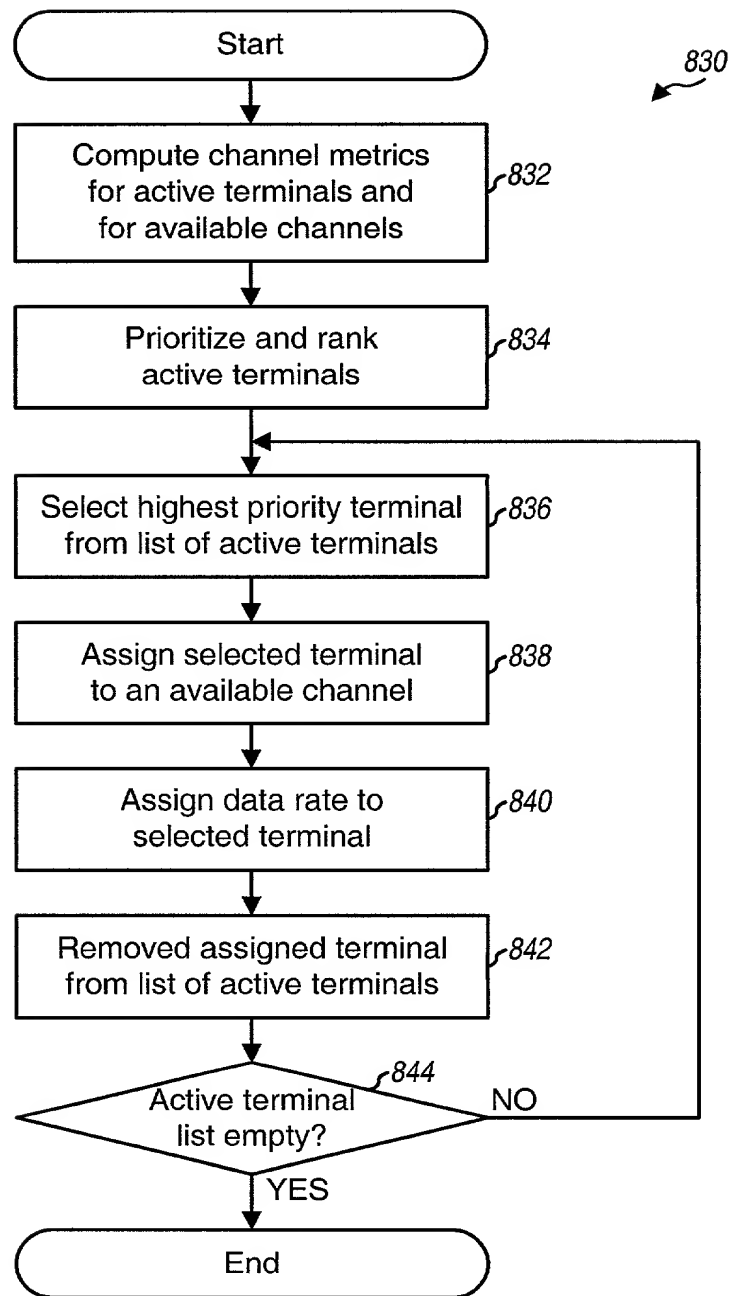 Start
830
Compute channel metrics
for active terminals and
for available channels
832
Prioritize and rank
active terminals
834
Select highest priority terminal
from list of active terminals
836
Assign selected terminal
to an available channel
838
Assign data rate to
selected terminal
840
Removed assigned terminal
from list of active terminals
842
844
Active terminal
list empty?
NO
YES
End